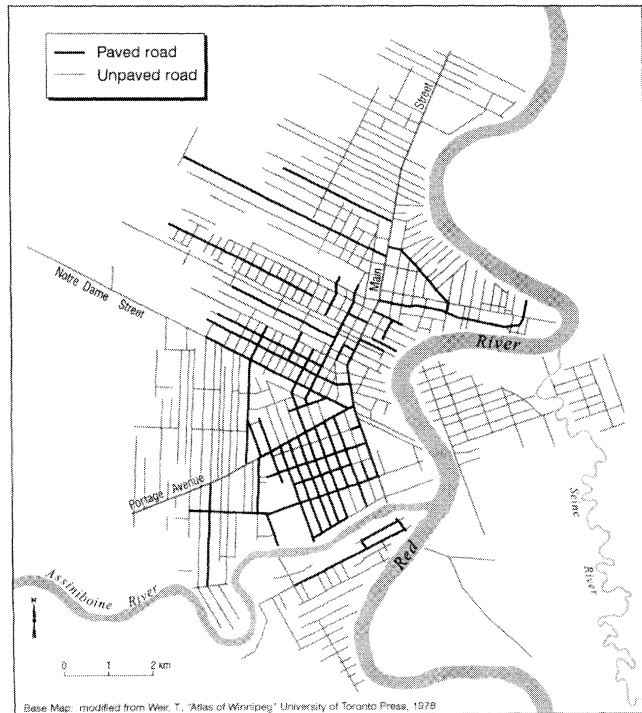 Paved road
Unpaved road
Street
Main
Notre Dame Street
River
Portage Avenue
Red
Seine
River
Assiniboine River
N
0 1 2 km
Base Map: modified from Weir, T., "Atlas of Winnipeg" University of Toronto Press, 1978